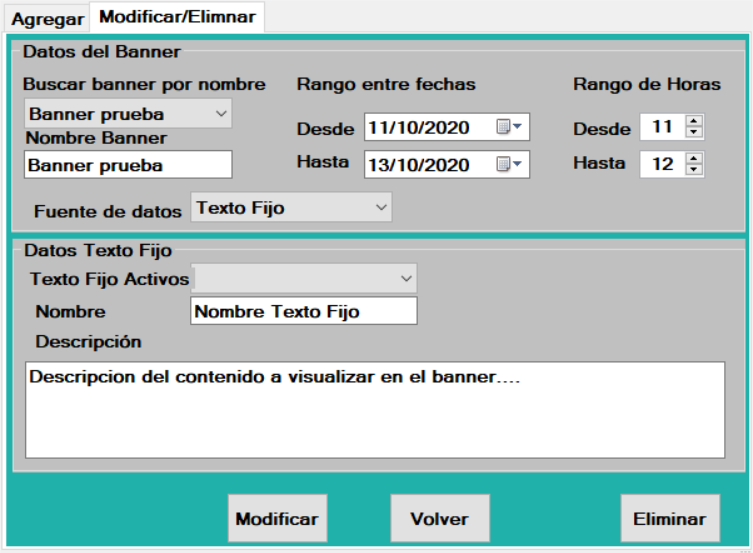 Agregar Modificar/Elimnar
Datos del Banner
Buscar banner por nombre Rango entre fechas Rango de Horas
Banner prueba
Desde 11/10/2020 Desde 11
Nombre Banner
Banner prueba Hasta 13/10/2020 Hasta 12
Fuente de datos Texto Fijo
Datos Texto Fijo
Texto Fijo Activos
Nombre Nombre Texto Fijo
Descripción
Descripcion del contenido a visualizar en el banner....
Modificar Volver Eliminar